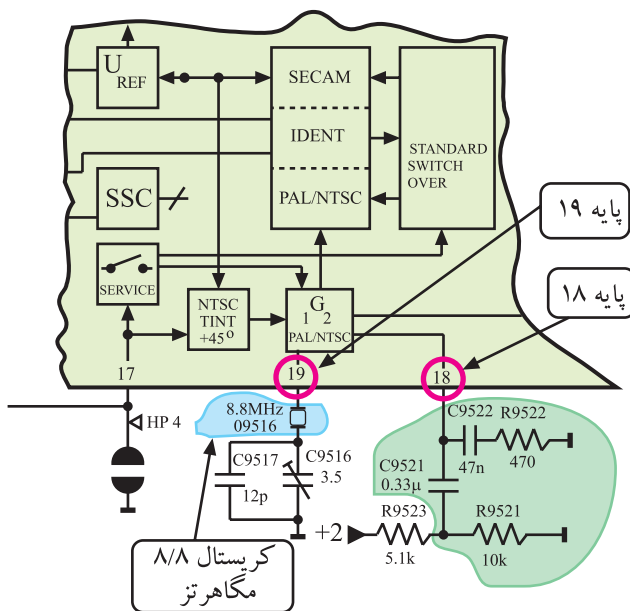 U REF
SECAM
IDENT
PAL/NTSC
STANDARD
SWITCH
OVER
SSC
SERVICE
NTSC
TINT
+45°
G
1 2
PAL/NTSC
پایه ۱۹
پایه ۱۸
17
19
18
HP 4
8.8MHz
09516
C9517
12p
C9516
3.5
C9522
47n
R9522
470
C9521
0.33µ
+2
R9523
5.1k
R9521
10k
کریستال ۸/۸
مگاهرتز